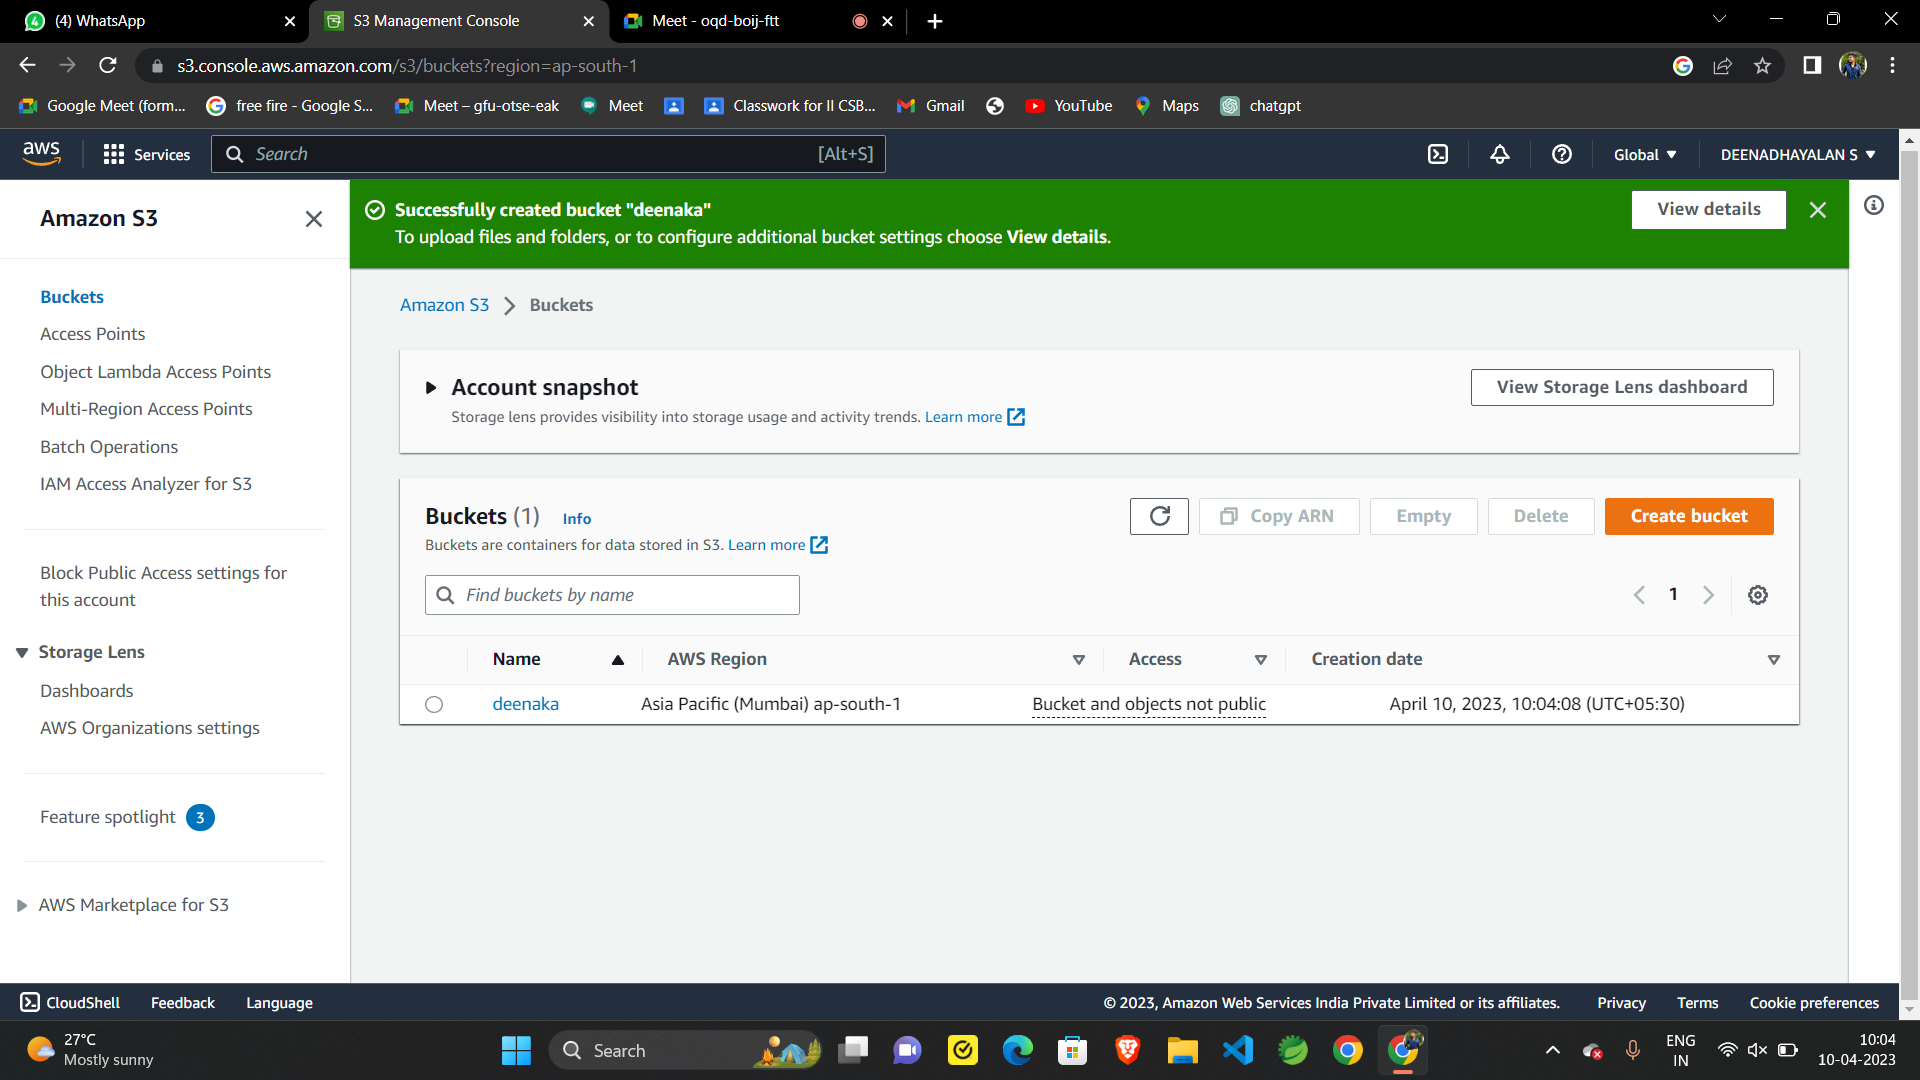 (4) WhatsApp
S3 Management Console
Meet - oqd-boij-ftt
s3.console.aws.amazon.com/s3/buckets?region=ap-south-1
Google Meet (form...
free fire - Google S...
Meet – gfu-otse-eak
Meet
Classwork for II CSB...
Gmail
YouTube
Maps
chatgpt
aws
Services
Search
[Alt+S]
Global
DEENADHAYALAN S
Amazon S3
Buckets
Access Points
Object Lambda Access Points
Multi-Region Access Points
Batch Operations
IAM Access Analyzer for S3
Block Public Access settings for
this account
Storage Lens
Dashboards
AWS Organizations settings
Feature spotlight 3
AWS Marketplace for S3
Successfully created bucket "deenaka"
To upload files and folders, or to configure additional bucket settings choose View details.
View details
Amazon S3 > Buckets
Account snapshot
Storage lens provides visibility into storage usage and activity trends. Learn more
View Storage Lens dashboard
Buckets (1) Info
Buckets are containers for data stored in S3. Learn more
Copy ARN
Empty
Delete
Create bucket
Find buckets by name
1
Name AWS Region Access Creation date
deenaka Asia Pacific (Mumbai) ap-south-1 Bucket and objects not public April 10, 2023, 10:04:08 (UTC+05:30)
CloudShell Feedback Language
© 2023, Amazon Web Services India Private Limited or its affiliates. Privacy Terms Cookie preferences
27°C
Mostly sunny
Search
ENG
IN
10:04
10-04-2023